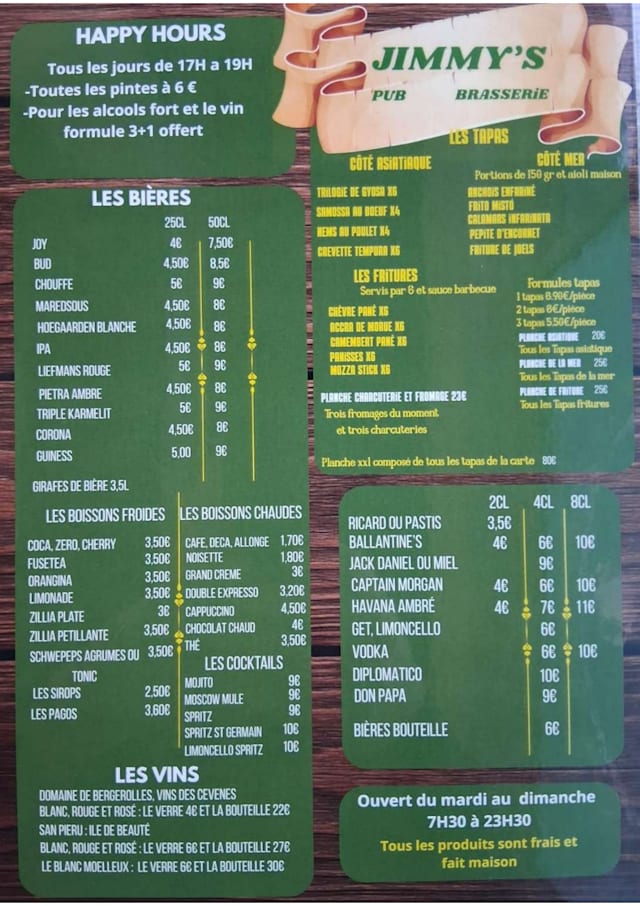 HAPPY HOURS
Tous les jours de 17H a 19H
-Toutes les pintes à 6 €
-Pour les alcools fort et le vin
formule 3+1 offert
JIMMY'S
PUB BRASSERIE
LES TAPAS
CÔTÉ ASIATIAQUE
TRILOGIE DE GYOSA X6
SAMOSSA AU BOEUF X4
NEMS AU POULET X4
CREVETTE TEMPURA X6
CÔTÉ MER
Portions de 150 gr et aioli maison
ANCHOIS ENFARINÉ
FRITO MISTÓ
CALAMARS INFARINATO
PEPITE D'ENCORNET
FRITURE DE JOELS
LES FRITURES
Servis par 6 et sauce barbecue
CHÈVRE PANÉ X6
ACCRA DE MORUE X6
CAMEMBERT PANÉ X6
PANISSES X6
MOZZA STICK X6
Formules tapas
1 tapas 6.90€/pièce
2 tapas 6€/pièce
3 tapas 5.50€/pièce
PLANCHE ASIATIQUE 20€
Tous les Tapas asiatique
PLANCHE DE LA MER 25€
Tous les Tapas de la mer
PLANCHE DE FRITURE 25€
Tous les Tapas fritures
PLANCHE CHARCUTERIE ET FROMAGE 23€
Trois fromages du moment
et trois charcuteries
Planche xxl composé de tous les tapas de la carte 80€
LES BIÈRES
25CL 50CL
JOY 4€ 7,50€
BUD 4,50€ 8,5€
CHOUFFE 5€ 9€
MAREDSOUS 4,50€ 8€
HOEGAARDEN BLANCHE 4,50€ 8€
IPA 4,50€ 8€
LIEFMANS ROUGE 5€ 9€
PIETRA AMBRE 4,50€ 8€
TRIPLE KARMELIT 5€ 9€
CORONA 4,50€ 8€
GUINESS 5,00 9€
GIRAFES DE BIÈRE 3,5L
LES BOISSONS FROIDES
COCA, ZERO, CHERRY 3,50€
FUSETEA 3,50€
ORANGINA 3,50€
LIMONADE 3,50€
ZILLIA PLATE 3€
ZILLIA PETILLANTE 3,50€
SCHWEPEPS AGRUMES OU 3,50€
TONIC
LES SIROPS 2,50€
LES PAGOS 3,60€
LES BOISSONS CHAUDES
CAFE, DECA, ALLONGE 1,70€
NOISETTE 1,80€
GRAND CREME 3€
DOUBLE EXPRESSO 3,20€
CAPPUCCINO 4,50€
CHOCOLAT CHAUD 4€
THÉ 3,50€
LES COCKTAILS
MOJITO 9€
MOSCOW MULE 9€
SPRITZ 9€
SPRITZ ST GERMAIN 10€
LIMONCELLO SPRITZ 10€
LES VINS
DOMAINE DE BERGEROLLES, VINS DES CEVENES
BLANC, ROUGE ET ROSÉ : LE VERRE 4€ ET LA BOUTEILLE 22€
SAN PIERU : ILE DE BEAUTÉ
BLANC, ROUGE ET ROSÉ : LE VERRE 6€ ET LA BOUTEILLE 27€
LE BLANC MOELLEUX : LE VERRE 6€ ET LA BOUTEILLE 30€
2CL 4CL 8CL
RICARD OU PASTIS 3,5€
BALLANTINE'S 4€ 6€ 10€
JACK DANIEL OU MIEL 9€
CAPTAIN MORGAN 4€ 6€ 10€
HAVANA AMBRÉ 4€ 7€ 11€
GET, LIMONCELLO 6€
VODKA 6€ 10€
DIPLOMATICO 10€
DON PAPA 9€
BIÈRES BOUTEILLE 6€
Ouvert du mardi au dimanche
7H30 à 23H30
Tous les produits sont frais et
fait maison